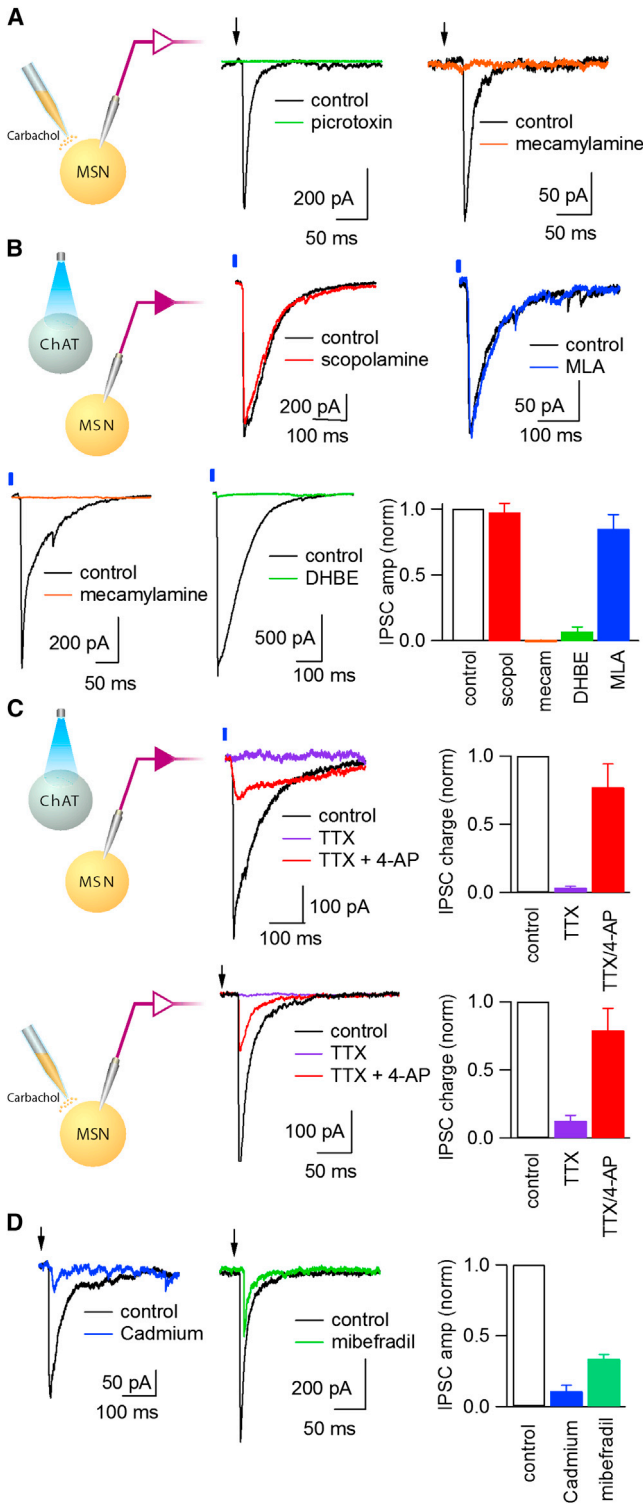 A
Carbachol
MSN
control
picrotoxin
200 pA
50 ms
control
mecamylamine
50 pA
50 ms
B
ChAT
MSN
control
scopolamine
200 pA
100 ms
control
MLA
50 pA
100 ms
control
mecamylamine
200 pA
50 ms
control
DHBE
500 pA
100 ms
IPSC amp (norm)
1.0
0.5
0.0
control
scopol
mecam
DHBE
MLA
C
ChAT
MSN
control
TTX
TTX + 4-AP
100 pA
100 ms
IPSC charge (norm)
1.0
0.5
0.0
control
TTX
TTX/4-AP
Carbachol
MSN
control
TTX
TTX + 4-AP
100 pA
50 ms
IPSC charge (norm)
1.0
0.5
0.0
control
TTX
TTX/4-AP
D
control
Cadmium
50 pA
100 ms
control
mibefradil
200 pA
50 ms
IPSC amp (norm)
1.0
0.5
0.0
control
Cadmium
mibefradil